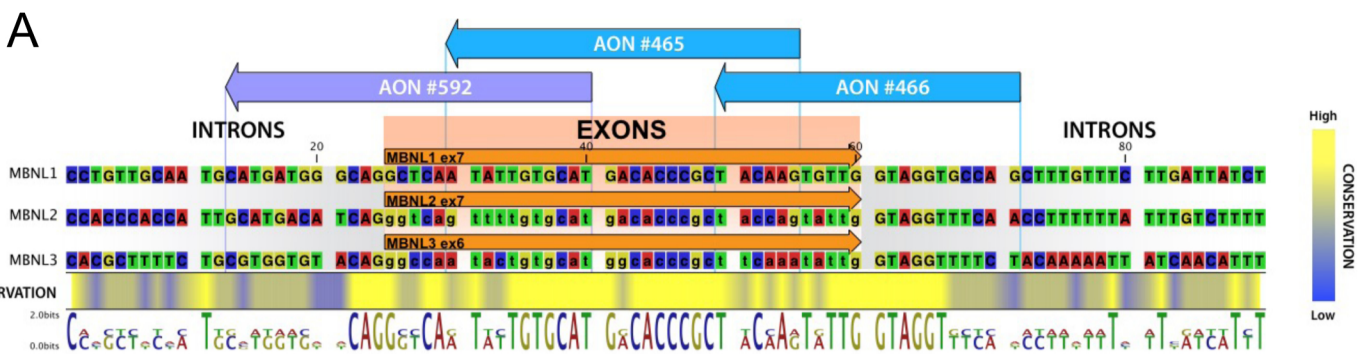 A
AON #465
AON #592
AON #466
INTRONS
EXONS
INTRONS
20
40
60
80
MBNL1 ex7
MBNL1 CCTGTTGCAA TGCATGATGG GCAGGCTCAA TATTGTGCAT GACACCCGCT ACAAGTGTTG GTAGGTGCCA GCTTTGTTTC TTGATTATCT
MBNL2 ex7
MBNL2 CCACCCACCA TTGCATGACA TCAGggtcag ttttgtgcat gacacccgct accagtattg GTAGGTTTCA ACCTTTTTTA TTTGTCTTTT
MBNL3 ex6
MBNL3 CACGCTTTTC TGCGTGGTGT ACAGggccaa tactgtgcat ggcacccgct tcaaatattg GTAGGTTTTC TACAAAAATT ATCAACATTT
RVATION
2.0bits
0.0bits
High
CONSERVATION
Low